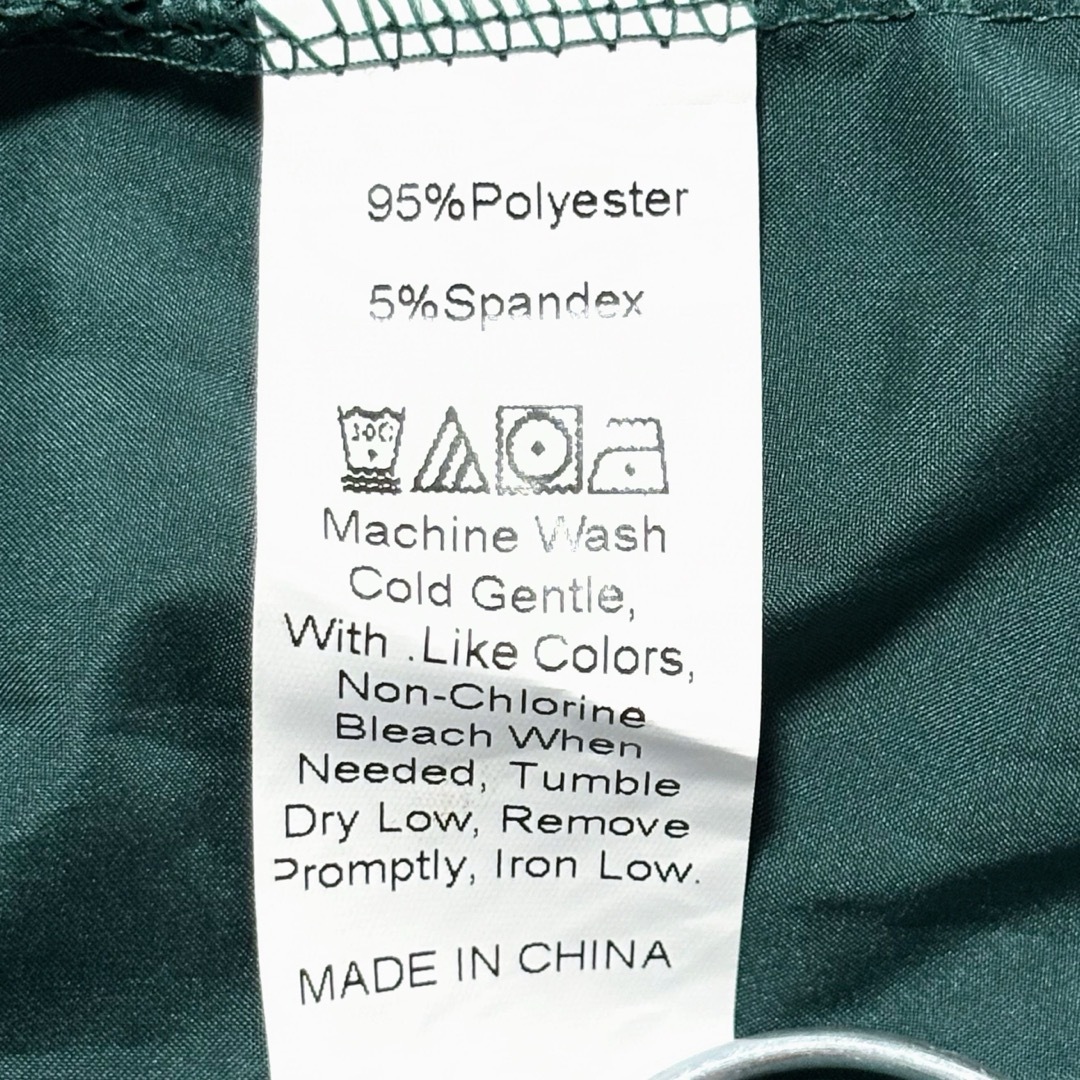 95%Polyester
5%Spandex
30C
Machine Wash
Cold Gentle,
With .Like Colors,
Non-Chlorine
Bleach When
Needed, Tumble
Dry Low, Remove
Promptly, Iron Low.
MADE IN CHINA